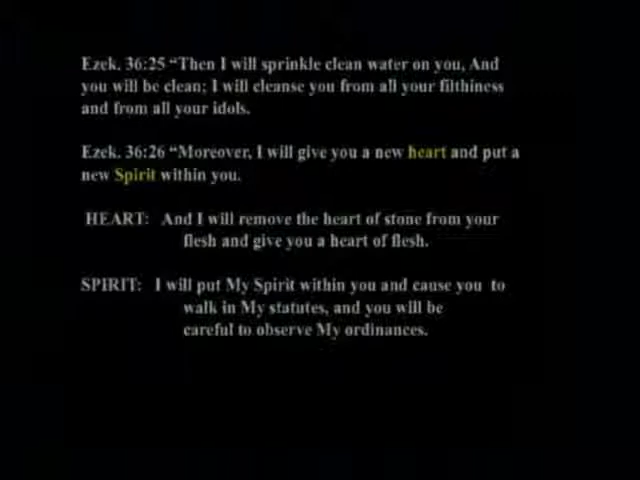 Ezek. 36:25 “Then I will sprinkle clean water on you, And
you will be clean; I will cleanse you from all your filthiness
and from all your idols.
Ezek. 36:26 “Moreover, I will give you a new heart and put a
new Spirit within you.
HEART: And I will remove the heart of stone from your
flesh and give you a heart of flesh.
SPIRIT: I will put My Spirit within you and cause you to
walk in My statutes, and you will be
careful to observe My ordinances.